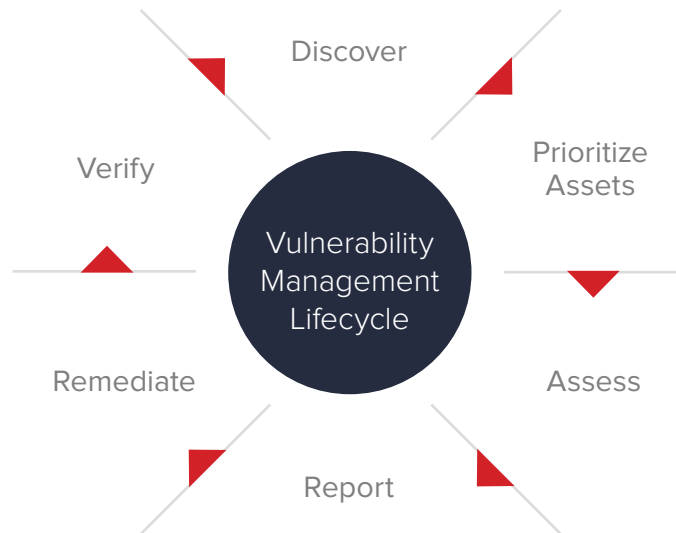 Discover
Prioritize
Assets
Assess
Report
Remediate
Verify
Vulnerability
Management
Lifecycle